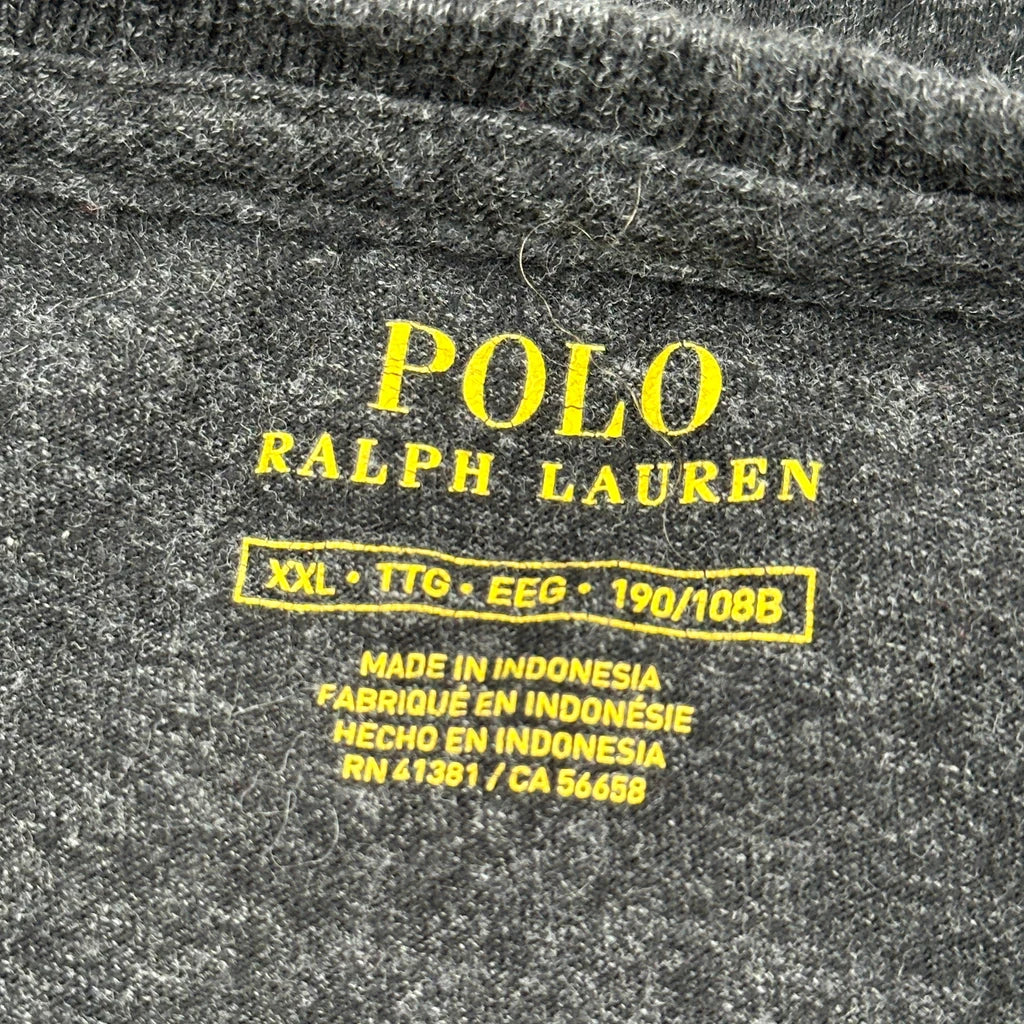 POLO
RALPH LAUREN
XXL • TTG • EEG • 190/108B
MADE IN INDONESIA
FABRIQUÉ EN INDONÉSIE
HECHO EN INDONESIA
RN 41381 / CA 56658